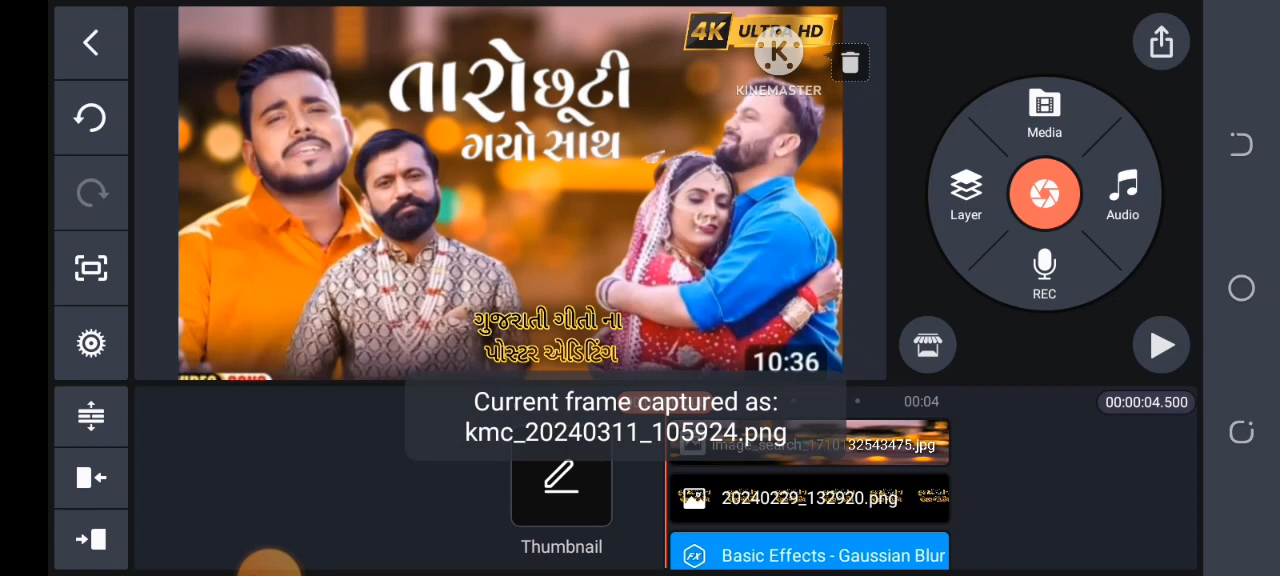 4K ULTRA HD
KINEMASTER
તારો છૂટી
ગયો સાથ
ગુજરાતી ગીતો ના
પોસ્ટર એડિટિંગ
10:36
Media
Layer
Audio
REC
Current frame captured as:
kmc_20240311_105924.png
00:04
00:00:04.500
image_search_1710132543475.jpg
20240229_132920.png
Thumbnail
Basic Effects - Gaussian Blur